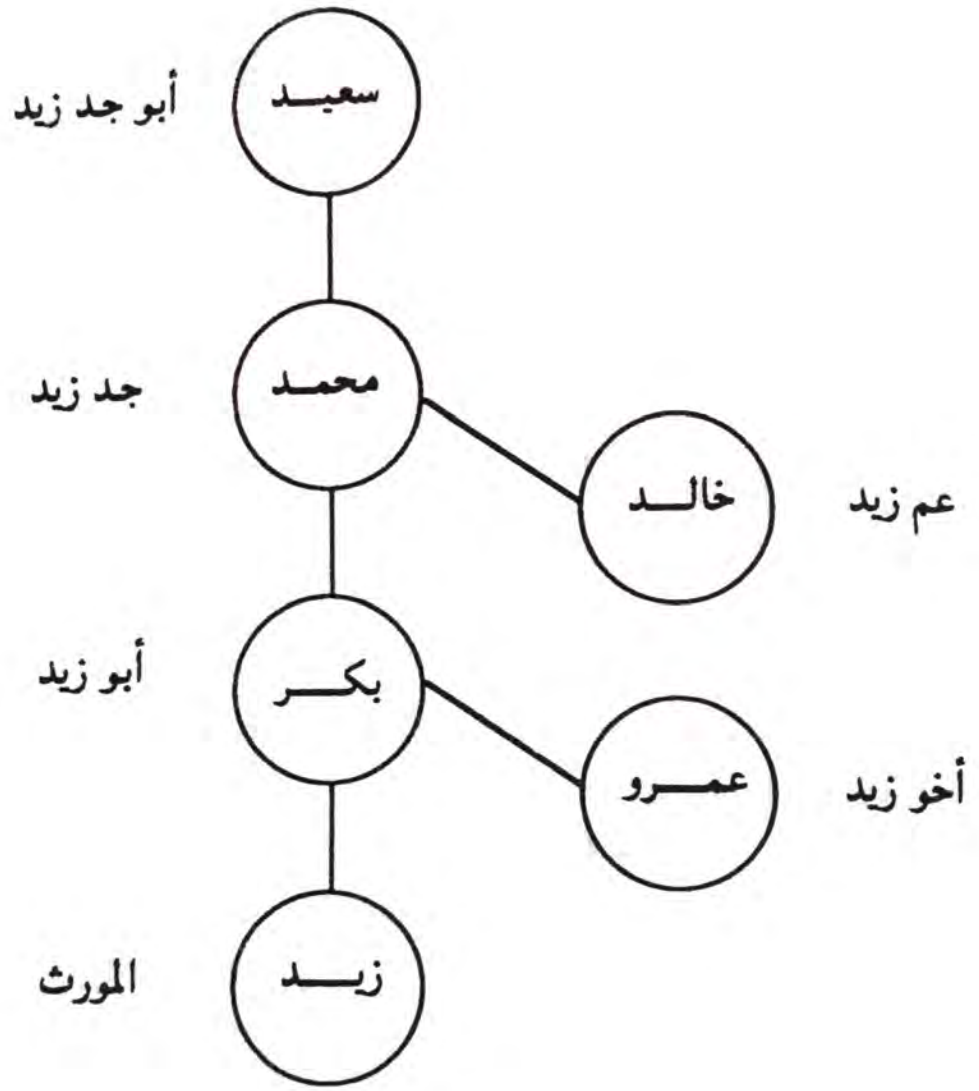 سعيد
أبو جد زيد
محمد
جد زيد
عم زيد
خالد
بكر
أبو زيد
أخو زيد
عمرو
زيد
المورث